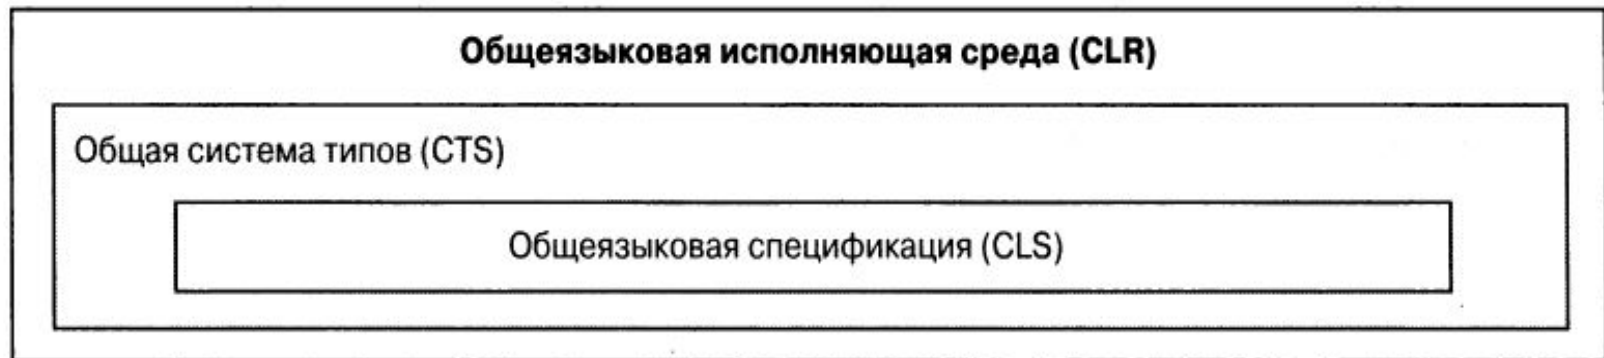 Общеязыковая исполняющая среда (CLR)
Общая система типов (CTS)
Общеязыковая спецификация (CLS)